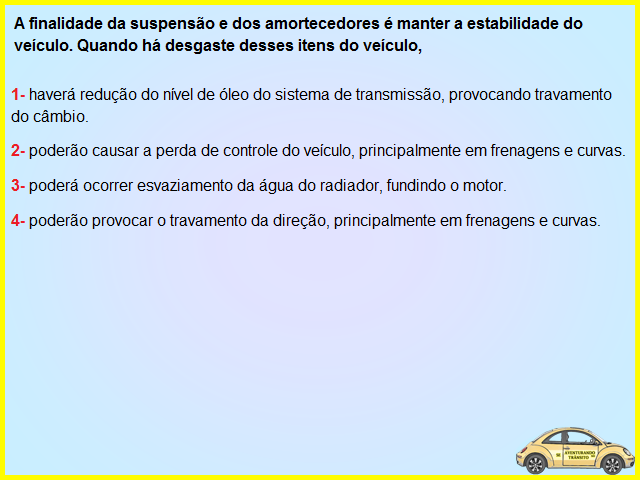 A finalidade da suspensão e dos amortecedores é manter a estabilidade do
veículo. Quando há desgaste desses itens do veículo,
1- haverá redução do nível de óleo do sistema de transmissão, provocando travamento
do câmbio.
2- poderão causar a perda de controle do veículo, principalmente em frenagens e curvas.
3- poderá ocorrer esvaziamento da água do radiador, fundindo o motor.
4- poderão provocar o travamento da direção, principalmente em frenagens e curvas.
AVENTURANDO
TRÂNSITO